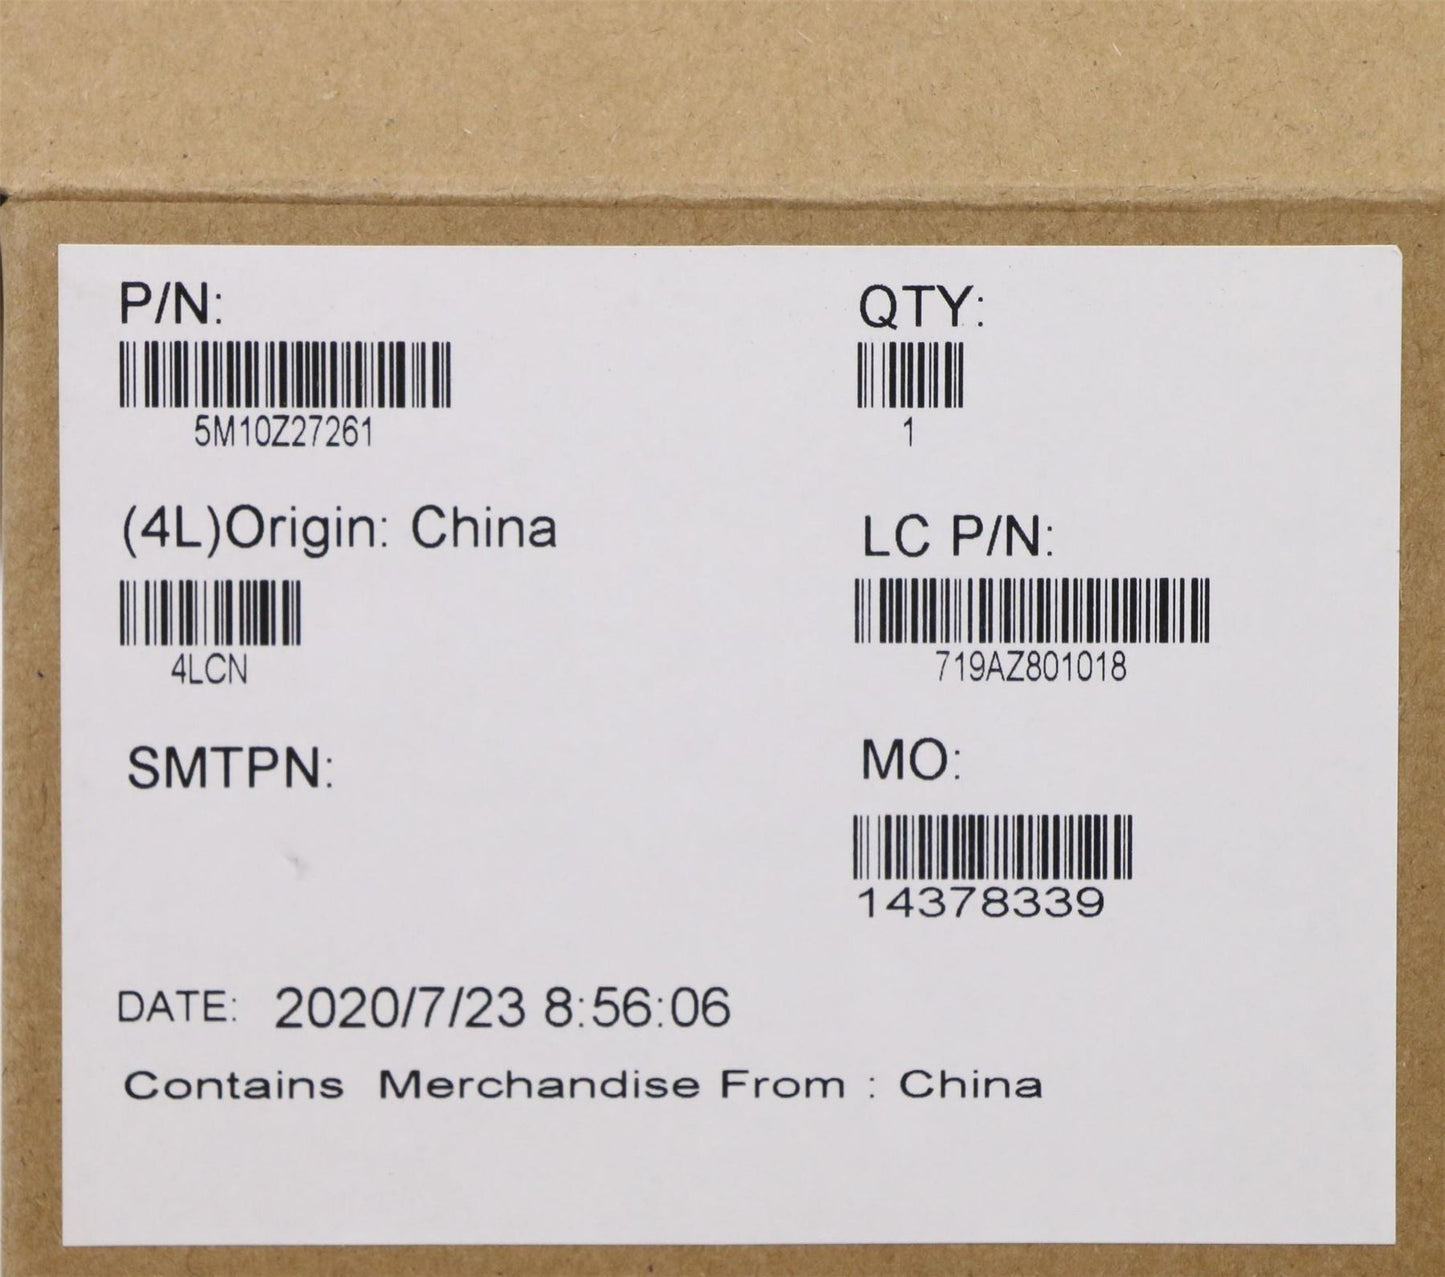 P/N:
5M10Z27261
QTY:
1
(4L)Origin: China
4LCN
LC P/N:
719AZ801018
SMTPN:
MO:
14378339
DATE: 2020/7/23 8:56:06
Contains Merchandise From : China